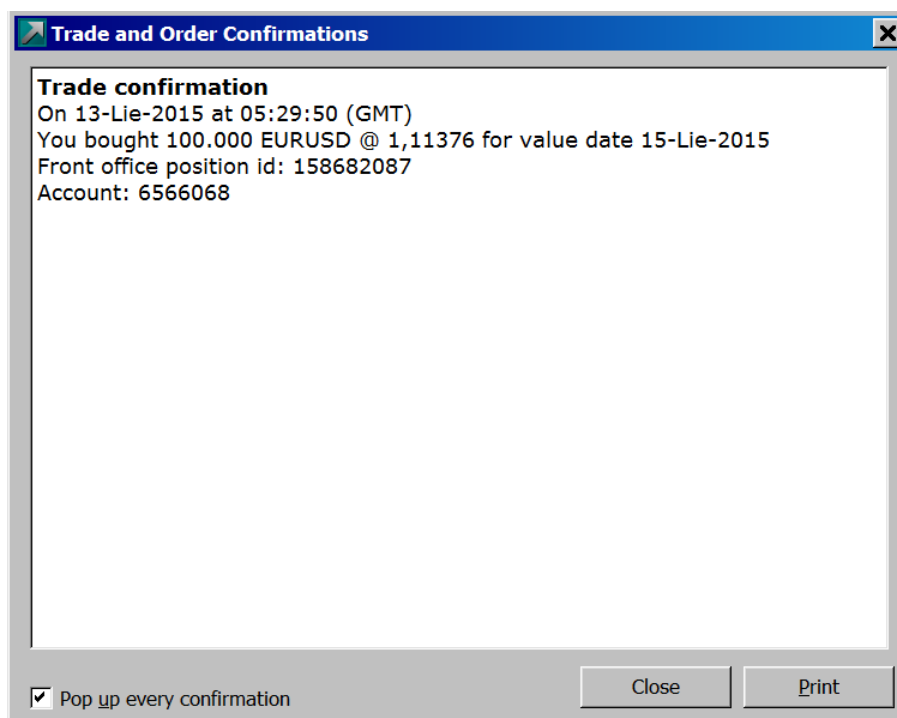 Trade and Order Confirmations
Trade confirmation
On 13-Lie-2015 at 05:29:50 (GMT)
You bought 100.000 EURUSD @ 1,11376 for value date 15-Lie-2015
Front office position id: 158682087
Account: 6566068
Pop up every confirmation
Close
Print